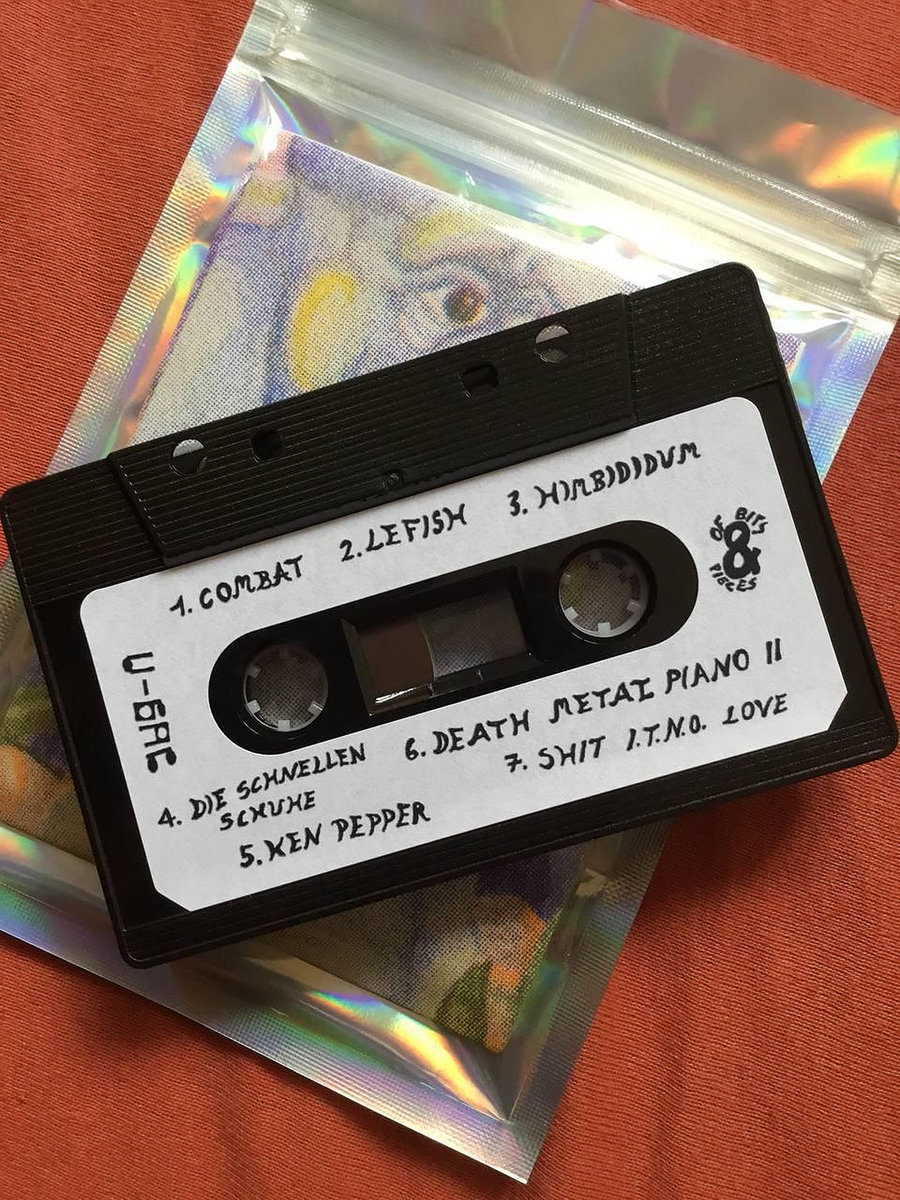 1. COMBAT
2. LEFISH
3. HIMBIDIDUM
OF BITS
&
PIECES
U-BAC
4. DIE SCHNELLEN
SCHUHE
5. KEN PEPPER
6. DEATH METAL PIANO II
7. SHIT I.T.N.O. LOVE